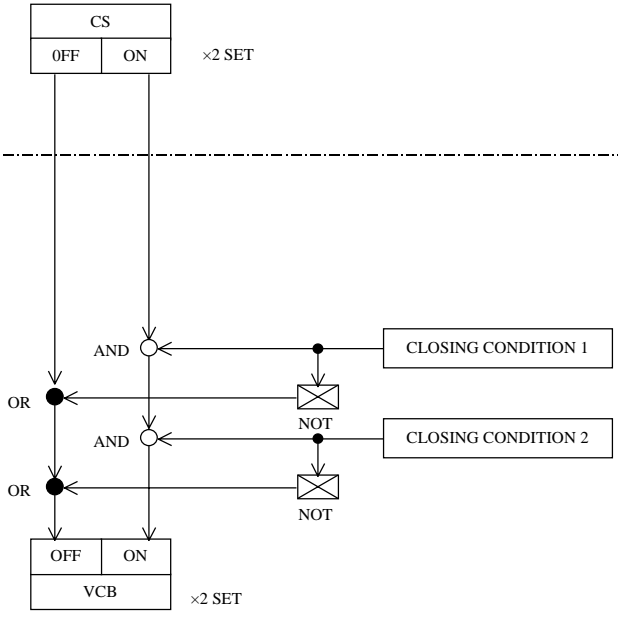 CS
0FF ON ×2 SET
AND CLOSING CONDITION 1
OR
NOT
AND CLOSING CONDITION 2
OR
NOT
OFF ON
VCB ×2 SET